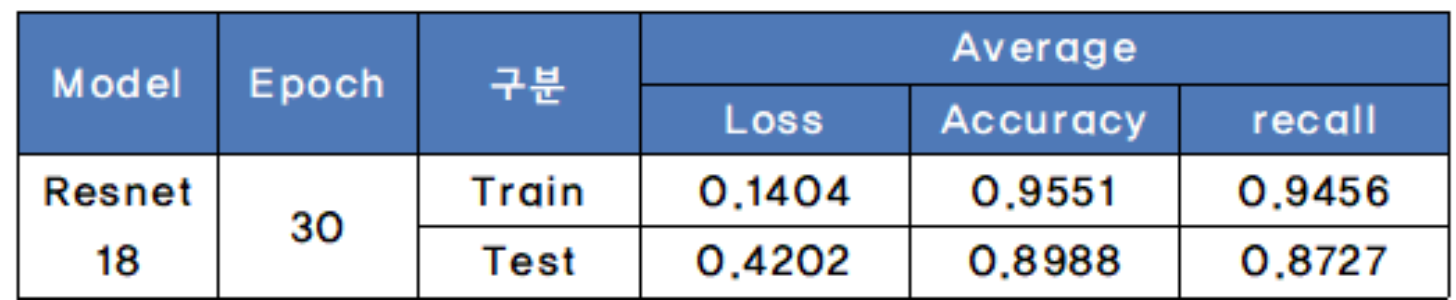 Model Epoch 구분 Average
Loss Accuracy recall
Resnet 18 30 Train 0.1404 0.9551 0.9456
Test 0.4202 0.8988 0.8727